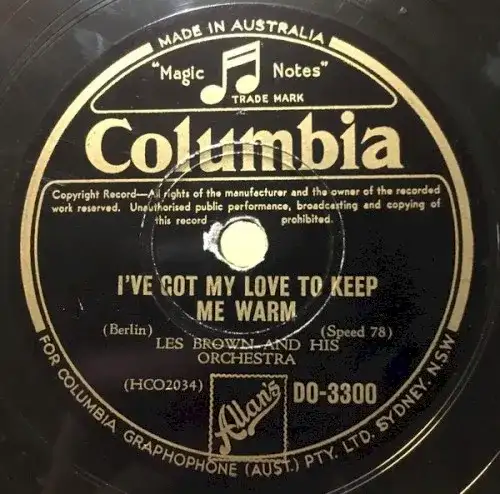 MADE IN AUSTRALIA
"Magic Notes"
TRADE MARK
Columbia
Copyright Record—All rights of the manufacturer and the owner of the recorded
work reserved. Unauthorised public performance, broadcasting and copying of
this record prohibited.
I'VE GOT MY LOVE TO KEEP
ME WARM
(Berlin) (Speed 78)
LES BROWN AND HIS
ORCHESTRA
(HCO2034) Allan's DO-3300
FOR COLUMBIA GRAPHOPHONE (AUST.) PTY. LTD. SYDNEY. N.S.W